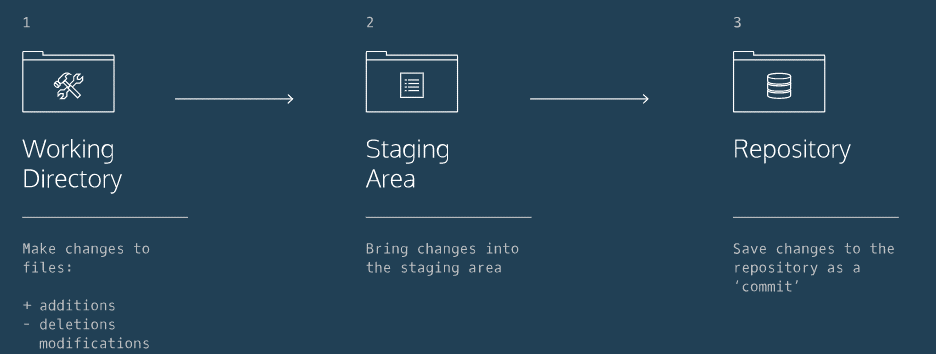 1
Working
Directory
Make changes to
files:
+ additions
- deletions
modifications
2
Staging
Area
Bring changes into
the staging area
3
Repository
Save changes to the
repository as a
‘commit’